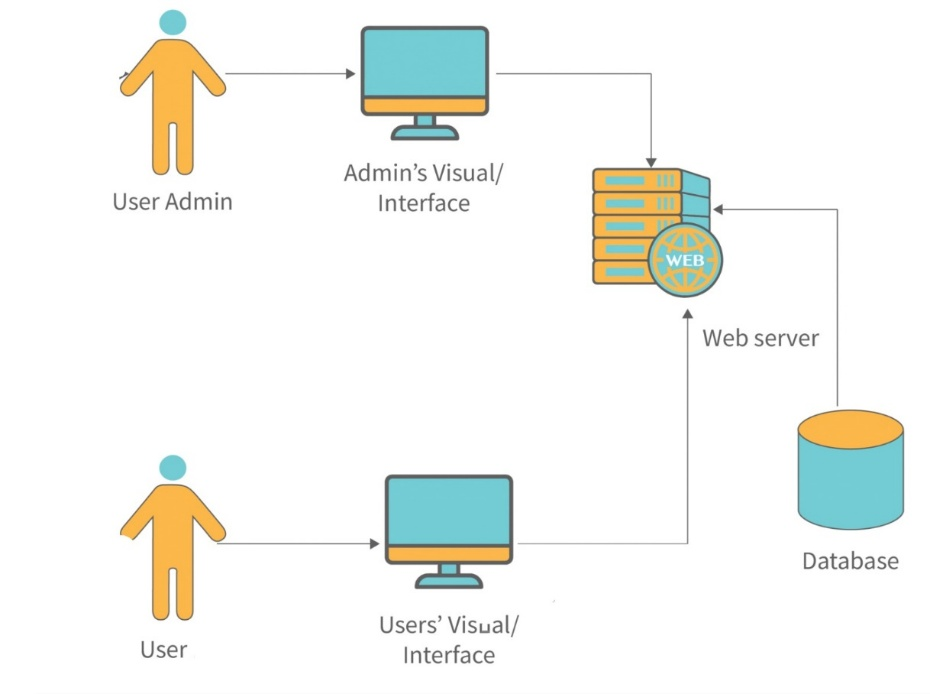 User Admin
Admin's Visual/
Interface
WEB
Web server
Database
User
Users' Visual/
Interface